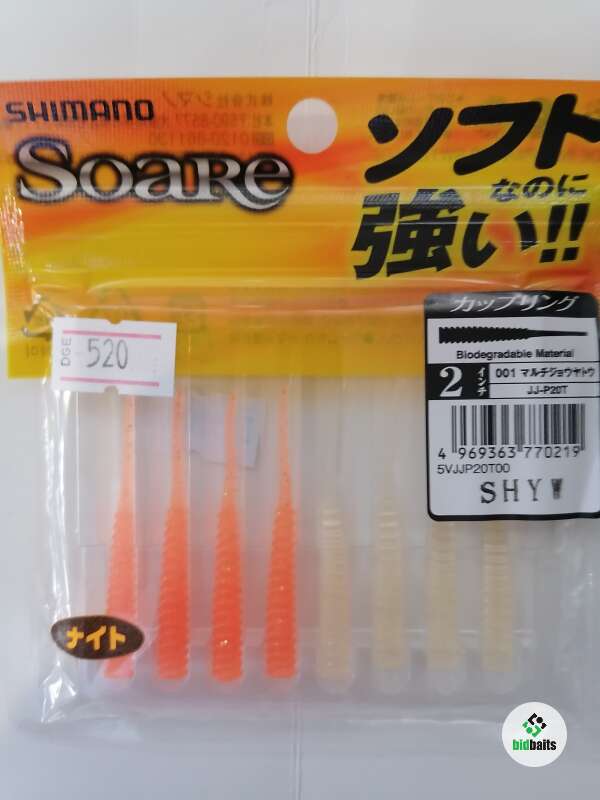 SHIMANO
SOARE
ソフト
なのに
強い!!
カップリング
Biodegradable Material
2 インチ 001 マルチジョウヤトウ
JJ-P20T
4 969363 770219
5VJJP20T00
SHY
DGE
520
ナイト
bidbaits